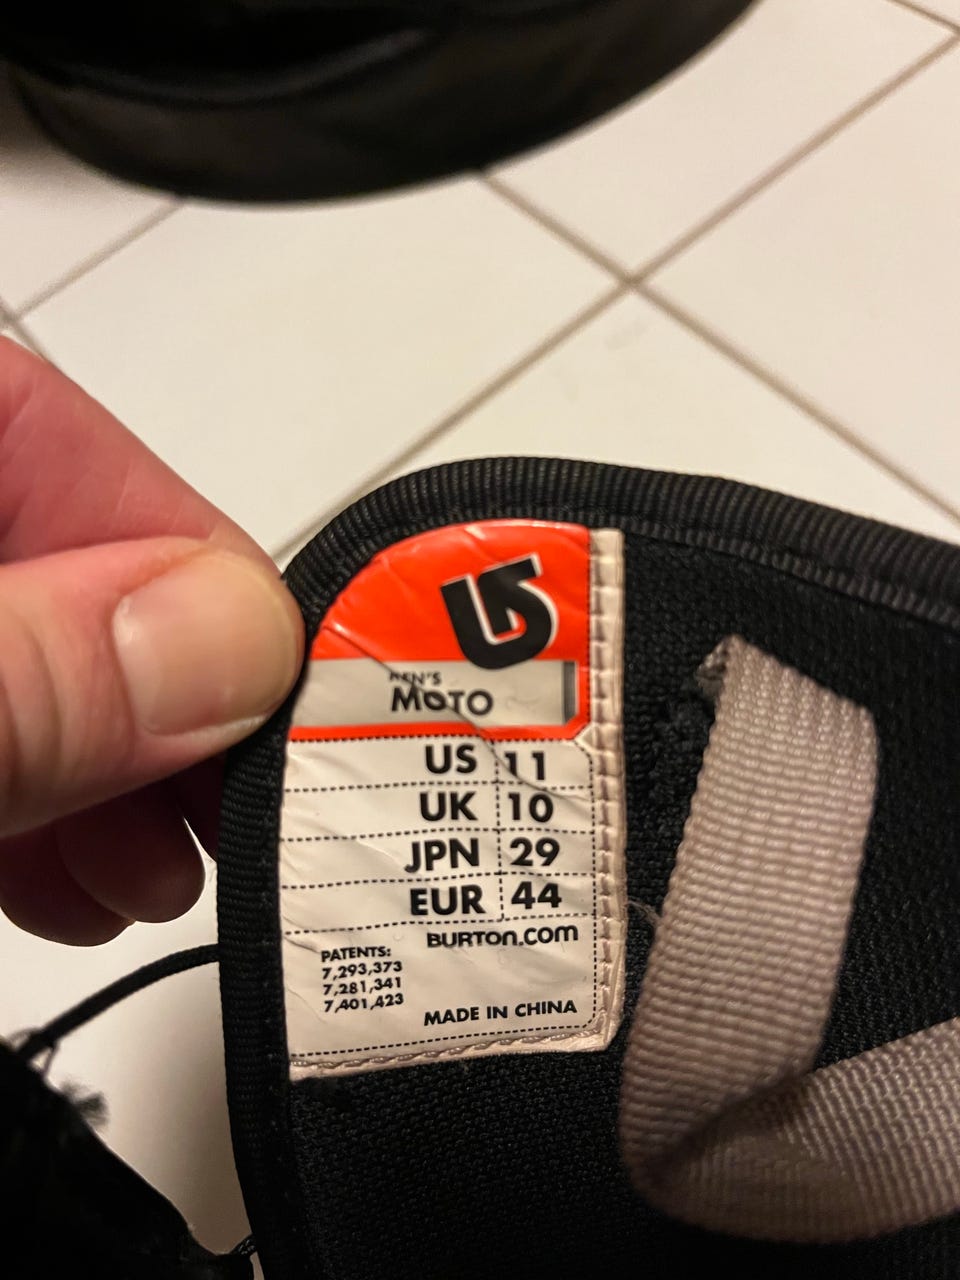 MEN'S
MOTO
US 11
UK 10
JPN 29
EUR 44
BURTON.COM
PATENTS:
7,293,373
7,281,341
7,401,423
MADE IN CHINA